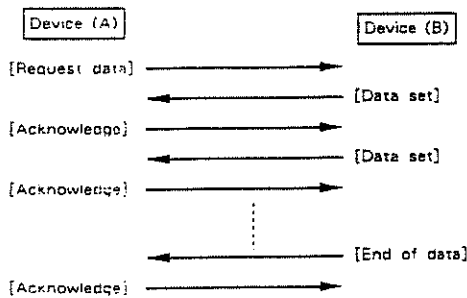 Device (A)
Device (B)
[Request data]
[Data set]
[Acknowledge]
[Data set]
[Acknowledge]
[End of data]
[Acknowledge]